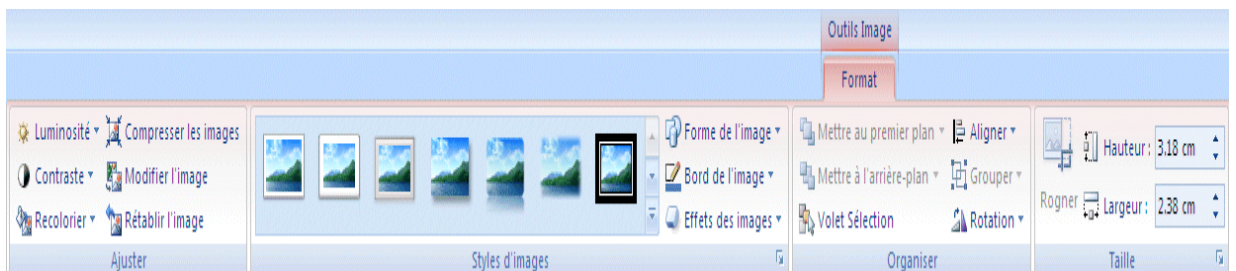 Outils Image
Format
Luminosité
Compresser les images
Contraste
Modifier l'image
Recolorier
Rétablir l'image
Ajuster
Forme de l'image
Bord de l'image
Effets des images
Styles d'images
Mettre au premier plan
Aligner
Mettre à l'arrière-plan
Grouper
Volet Sélection
Rotation
Organiser
Rogner
Hauteur : 3.18 cm
Largeur : 2.38 cm
Taille